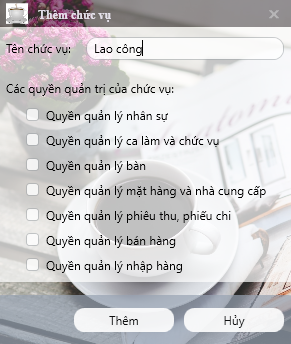 Thêm chức vụ
Tên chức vụ: Lao công
Các quyền quản trị của chức vụ:
Quyền quản lý nhân sự
Quyền quản lý ca làm và chức vụ
Quyền quản lý bàn
Quyền quản lý mặt hàng và nhà cung cấp
Quyền quản lý phiêu thu, phiếu chi
Quyền quản lý bán hàng
Quyền quản lý nhập hàng
Thêm Hủy